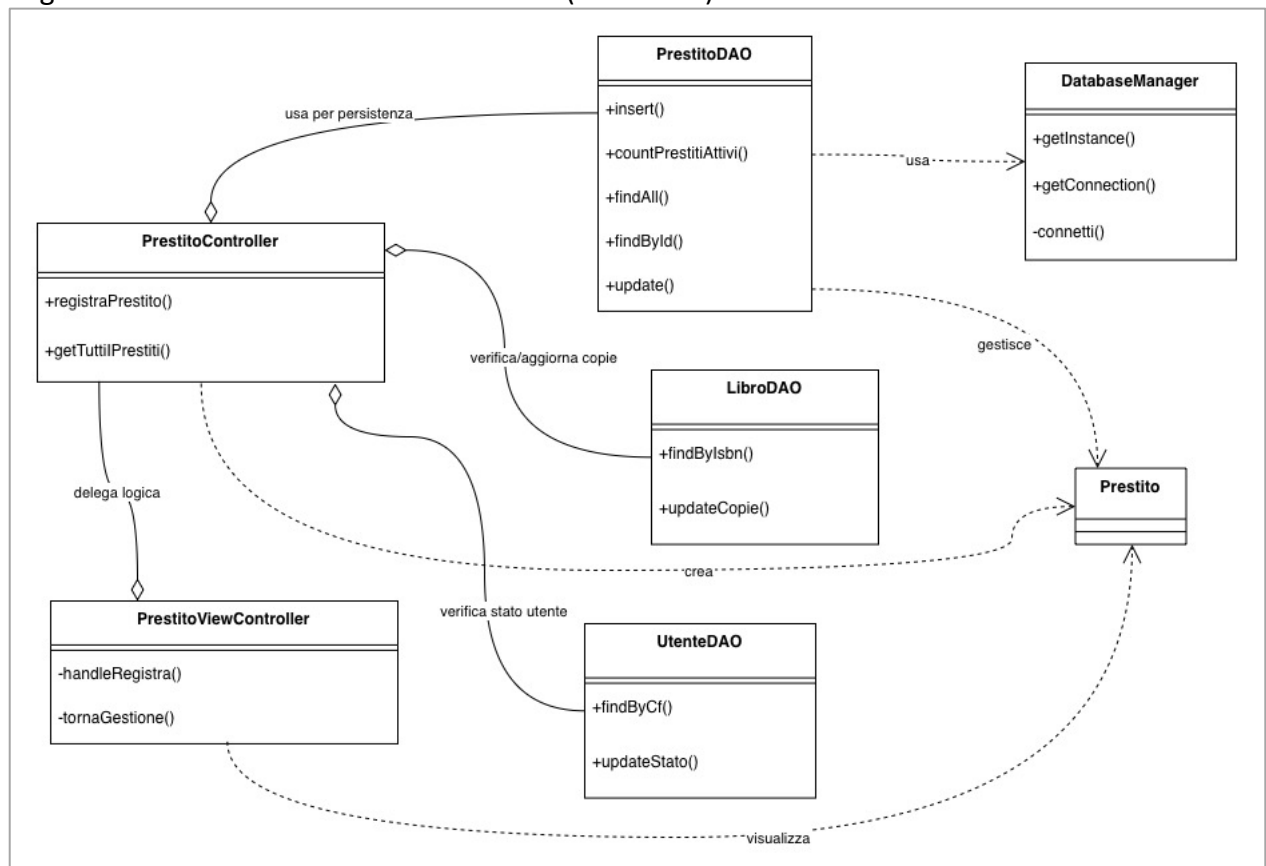 PrestitoDAO
+insert()
+countPrestitiAttivi()
+findAll()
+findById()
+update()
DatabaseManager
+getInstance()
+getConnection()
-connetti()
usa per persistenza
usa
PrestitoController
+registraPrestito()
+getTuttiIPrestiti()
verifica/aggiorna copie
gestisce
LibroDAO
+findByIsbn()
+updateCopie()
Prestito
delega logica
crea
PrestitoViewController
-handleRegistra()
-tornaGestione()
verifica stato utente
UtenteDAO
+findByCf()
+updateStato()
visualizza